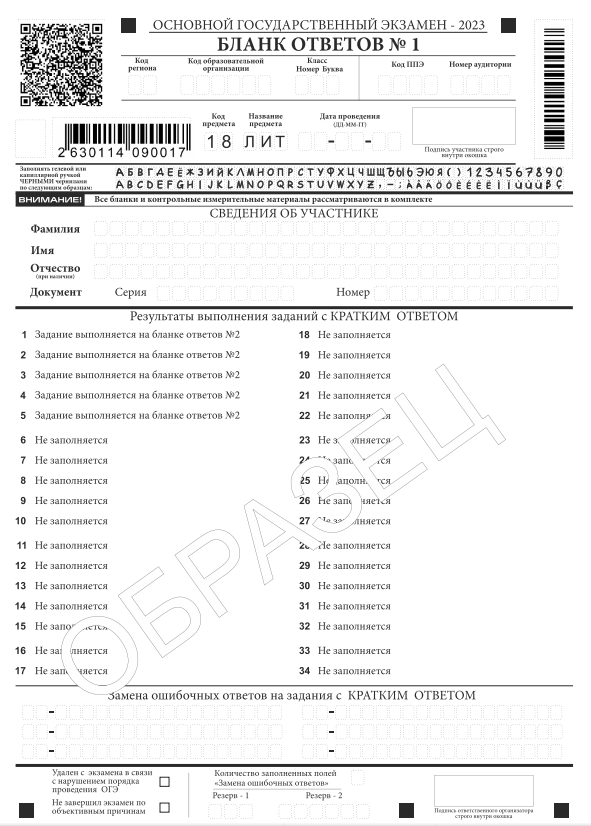 ОСНОВНОЙ ГОСУДАРСТВЕННЫЙ ЭКЗАМЕН - 2023
БЛАНК ОТВЕТОВ № 1
Код региона
Код образовательной организации
Класс Номер Буква
Код ППЭ
Номер аудитории
2 630114 090017
Код предмета
18
Название предмета
ЛИТ
Дата проведения (ДД-ММ-ГГ)
- -
Подпись участника строго внутри окошка
Заполнять гелевой или капиллярной ручкой ЧЕРНЫМИ чернилами по следующим образцам:
АБВГДЕЁЖЗИЙКЛМНОПРСТУФХЦЧШЩЪЫЬЭЮЯ()1234567890
ВНИМАНИЕ! Все бланки и контрольные измерительные материалы рассматриваются в комплекте
СВЕДЕНИЯ ОБ УЧАСТНИКЕ
Фамилия
Имя
Отчество
(при наличии)
Документ Серия Номер
Результаты выполнения заданий с КРАТКИМ ОТВЕТОМ
1 Задание выполняется на бланке ответов №2
2 Задание выполняется на бланке ответов №2
3 Задание выполняется на бланке ответов №2
4 Задание выполняется на бланке ответов №2
5 Задание выполняется на бланке ответов №2
6 Не заполняется
7 Не заполняется
8 Не заполняется
9 Не заполняется
10 Не заполняется
11 Не заполняется
12 Не заполняется
13 Не заполняется
14 Не заполняется
15 Не заполняется
16 Не заполняется
17 Не заполняется
18 Не заполняется
19 Не заполняется
20 Не заполняется
21 Не заполняется
22 Не заполняется
23 Не заполняется
24 Не заполняется
25 Не заполняется
26 Не заполняется
27 Не заполняется
28 Не заполняется
29 Не заполняется
30 Не заполняется
31 Не заполняется
32 Не заполняется
33 Не заполняется
34 Не заполняется
ОБРАЗЕЦ
Замена ошибочных ответов на задания с КРАТКИМ ОТВЕТОМ
Удален с экзамена в связи
с нарушением порядка
проведения ОГЭ
Не завершил экзамен по
объективным причинам
Количество заполненных полей
«Замена ошибочных ответов»
Резерв - 1 Резерв - 2
Подпись ответственного организатора
строго внутри окошка